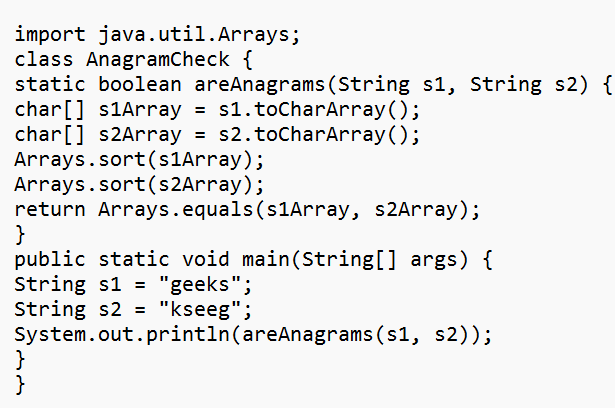 import java.util.Arrays;
class AnagramCheck {
static boolean areAnagrams(String s1, String s2) {
char[] s1Array = s1.toCharArray();
char[] s2Array = s2.toCharArray();
Arrays.sort(s1Array);
Arrays.sort(s2Array);
return Arrays.equals(s1Array, s2Array);
}
public static void main(String[] args) {
String s1 = "geeks";
String s2 = "kseeg";
System.out.println(areAnagrams(s1, s2));
}
}